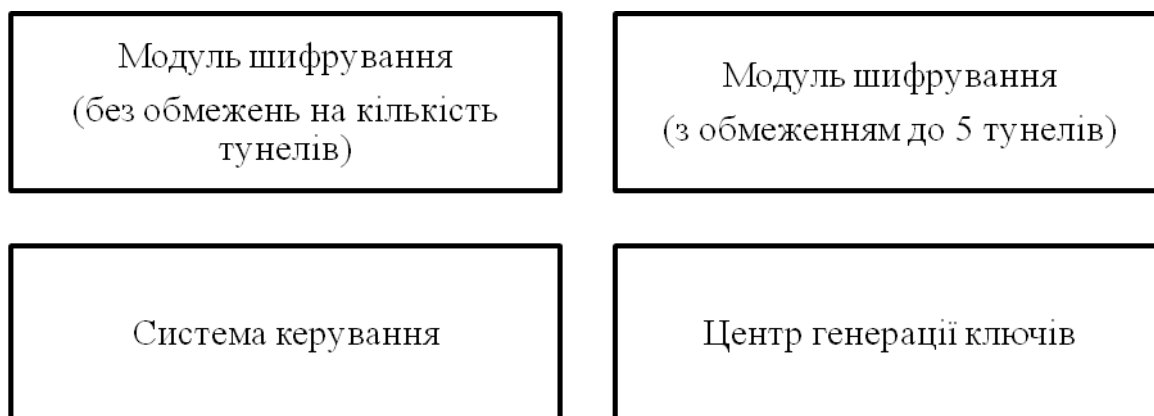 Модуль шифрування
(без обмежень на кількість
тунелів)
Модуль шифрування
(з обмеженням до 5 тунелів)
Система керування
Центр генерації ключів